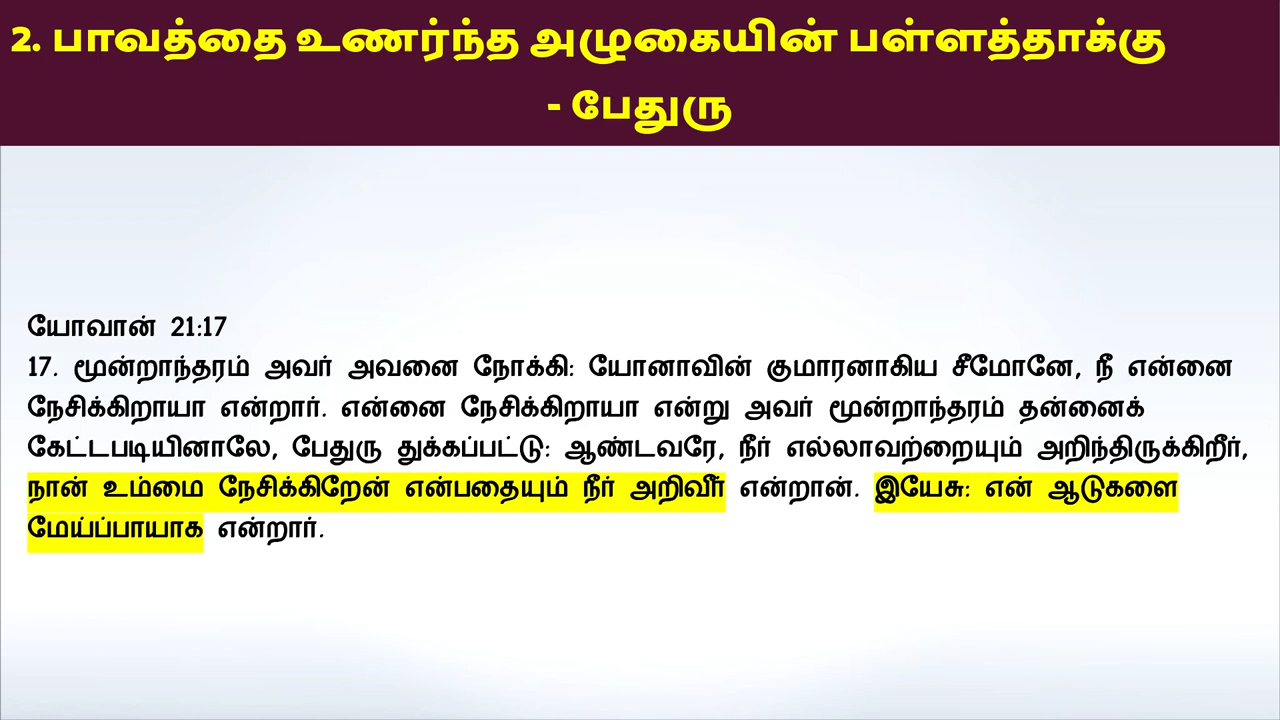 2. பாவத்தை உணர்ந்த அழுகையின் பள்ளத்தாக்கு
- பேதுரு
யோவான் 21:17
17. மூன்றாந்தரம் அவர் அவனை நோக்கி: யோனாவின் குமாரனாகிய சீமோனே, நீ என்னை
நேசிக்கிறாயா என்றார். என்னை நேசிக்கிறாயா என்று அவர் மூன்றாந்தரம் தன்னைக்
கேட்டபடியினாலே, பேதுரு துக்கப்பட்டு: ஆண்டவரே, நீர் எல்லாவற்றையும் அறிந்திருக்கிறீர்,
நான் உம்மை நேசிக்கிறேன் என்பதையும் நீர் அறிவீர் என்றான். இயேசு: என் ஆடுகளை
மேய்ப்பாயாக என்றார்.